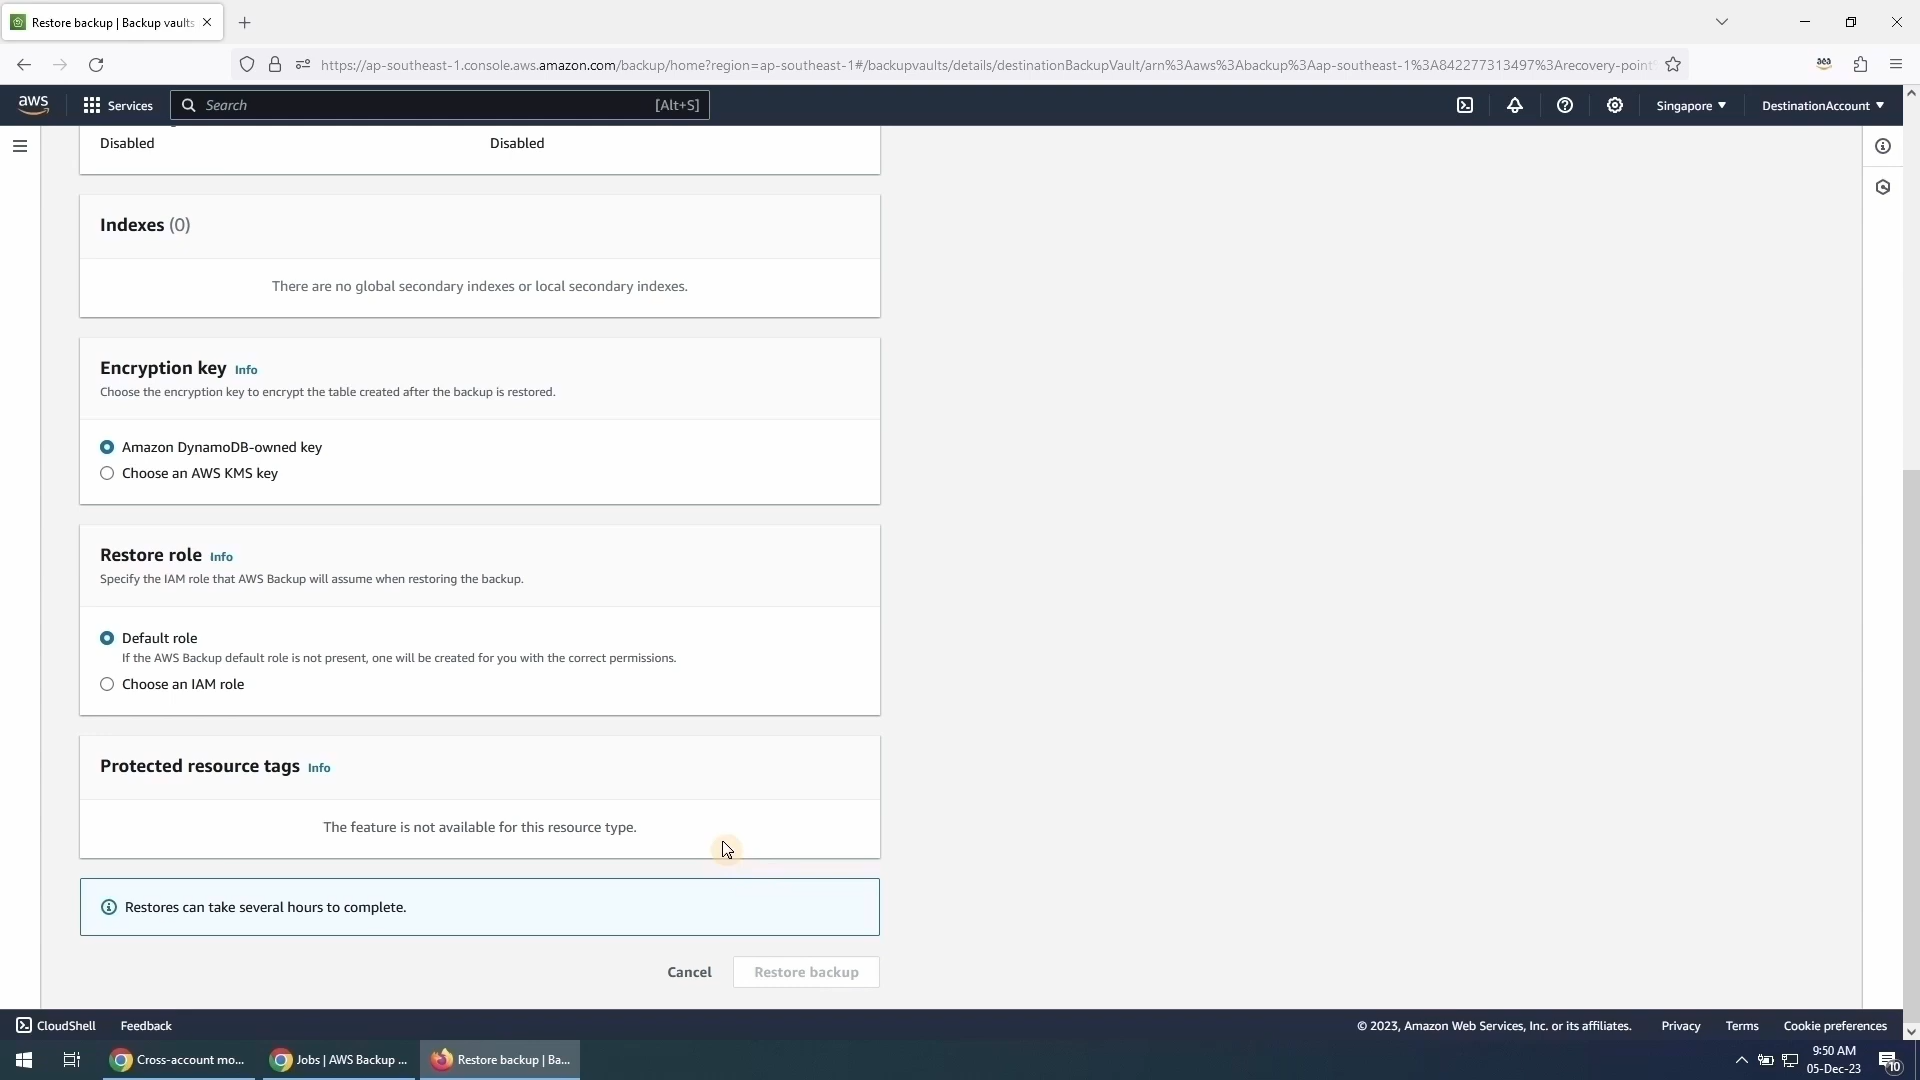 Restore backup | Backup vaults
https://ap-southeast-1.console.aws.amazon.com/backup/home?region=ap-southeast-1#/backupvaults/details/destinationBackupVault/arn%3Aaws%3Abackup%3Aap-southeast-1%3A842277313497%3Arecovery-point
aws
Services
Search
[Alt+S]
Singapore
DestinationAccount
Disabled
Disabled
Indexes (0)
There are no global secondary indexes or local secondary indexes.
Encryption key Info
Choose the encryption key to encrypt the table created after the backup is restored.
Amazon DynamoDB-owned key
Choose an AWS KMS key
Restore role Info
Specify the IAM role that AWS Backup will assume when restoring the backup.
Default role
If the AWS Backup default role is not present, one will be created for you with the correct permissions.
Choose an IAM role
Protected resource tags Info
The feature is not available for this resource type.
Restores can take several hours to complete.
Cancel
Restore backup
CloudShell
Feedback
© 2023, Amazon Web Services, Inc. or its affiliates.
Privacy
Terms
Cookie preferences
Cross-account mo...
Jobs | AWS Backup ...
Restore backup | Ba...
9:50 AM
05-Dec-23
10